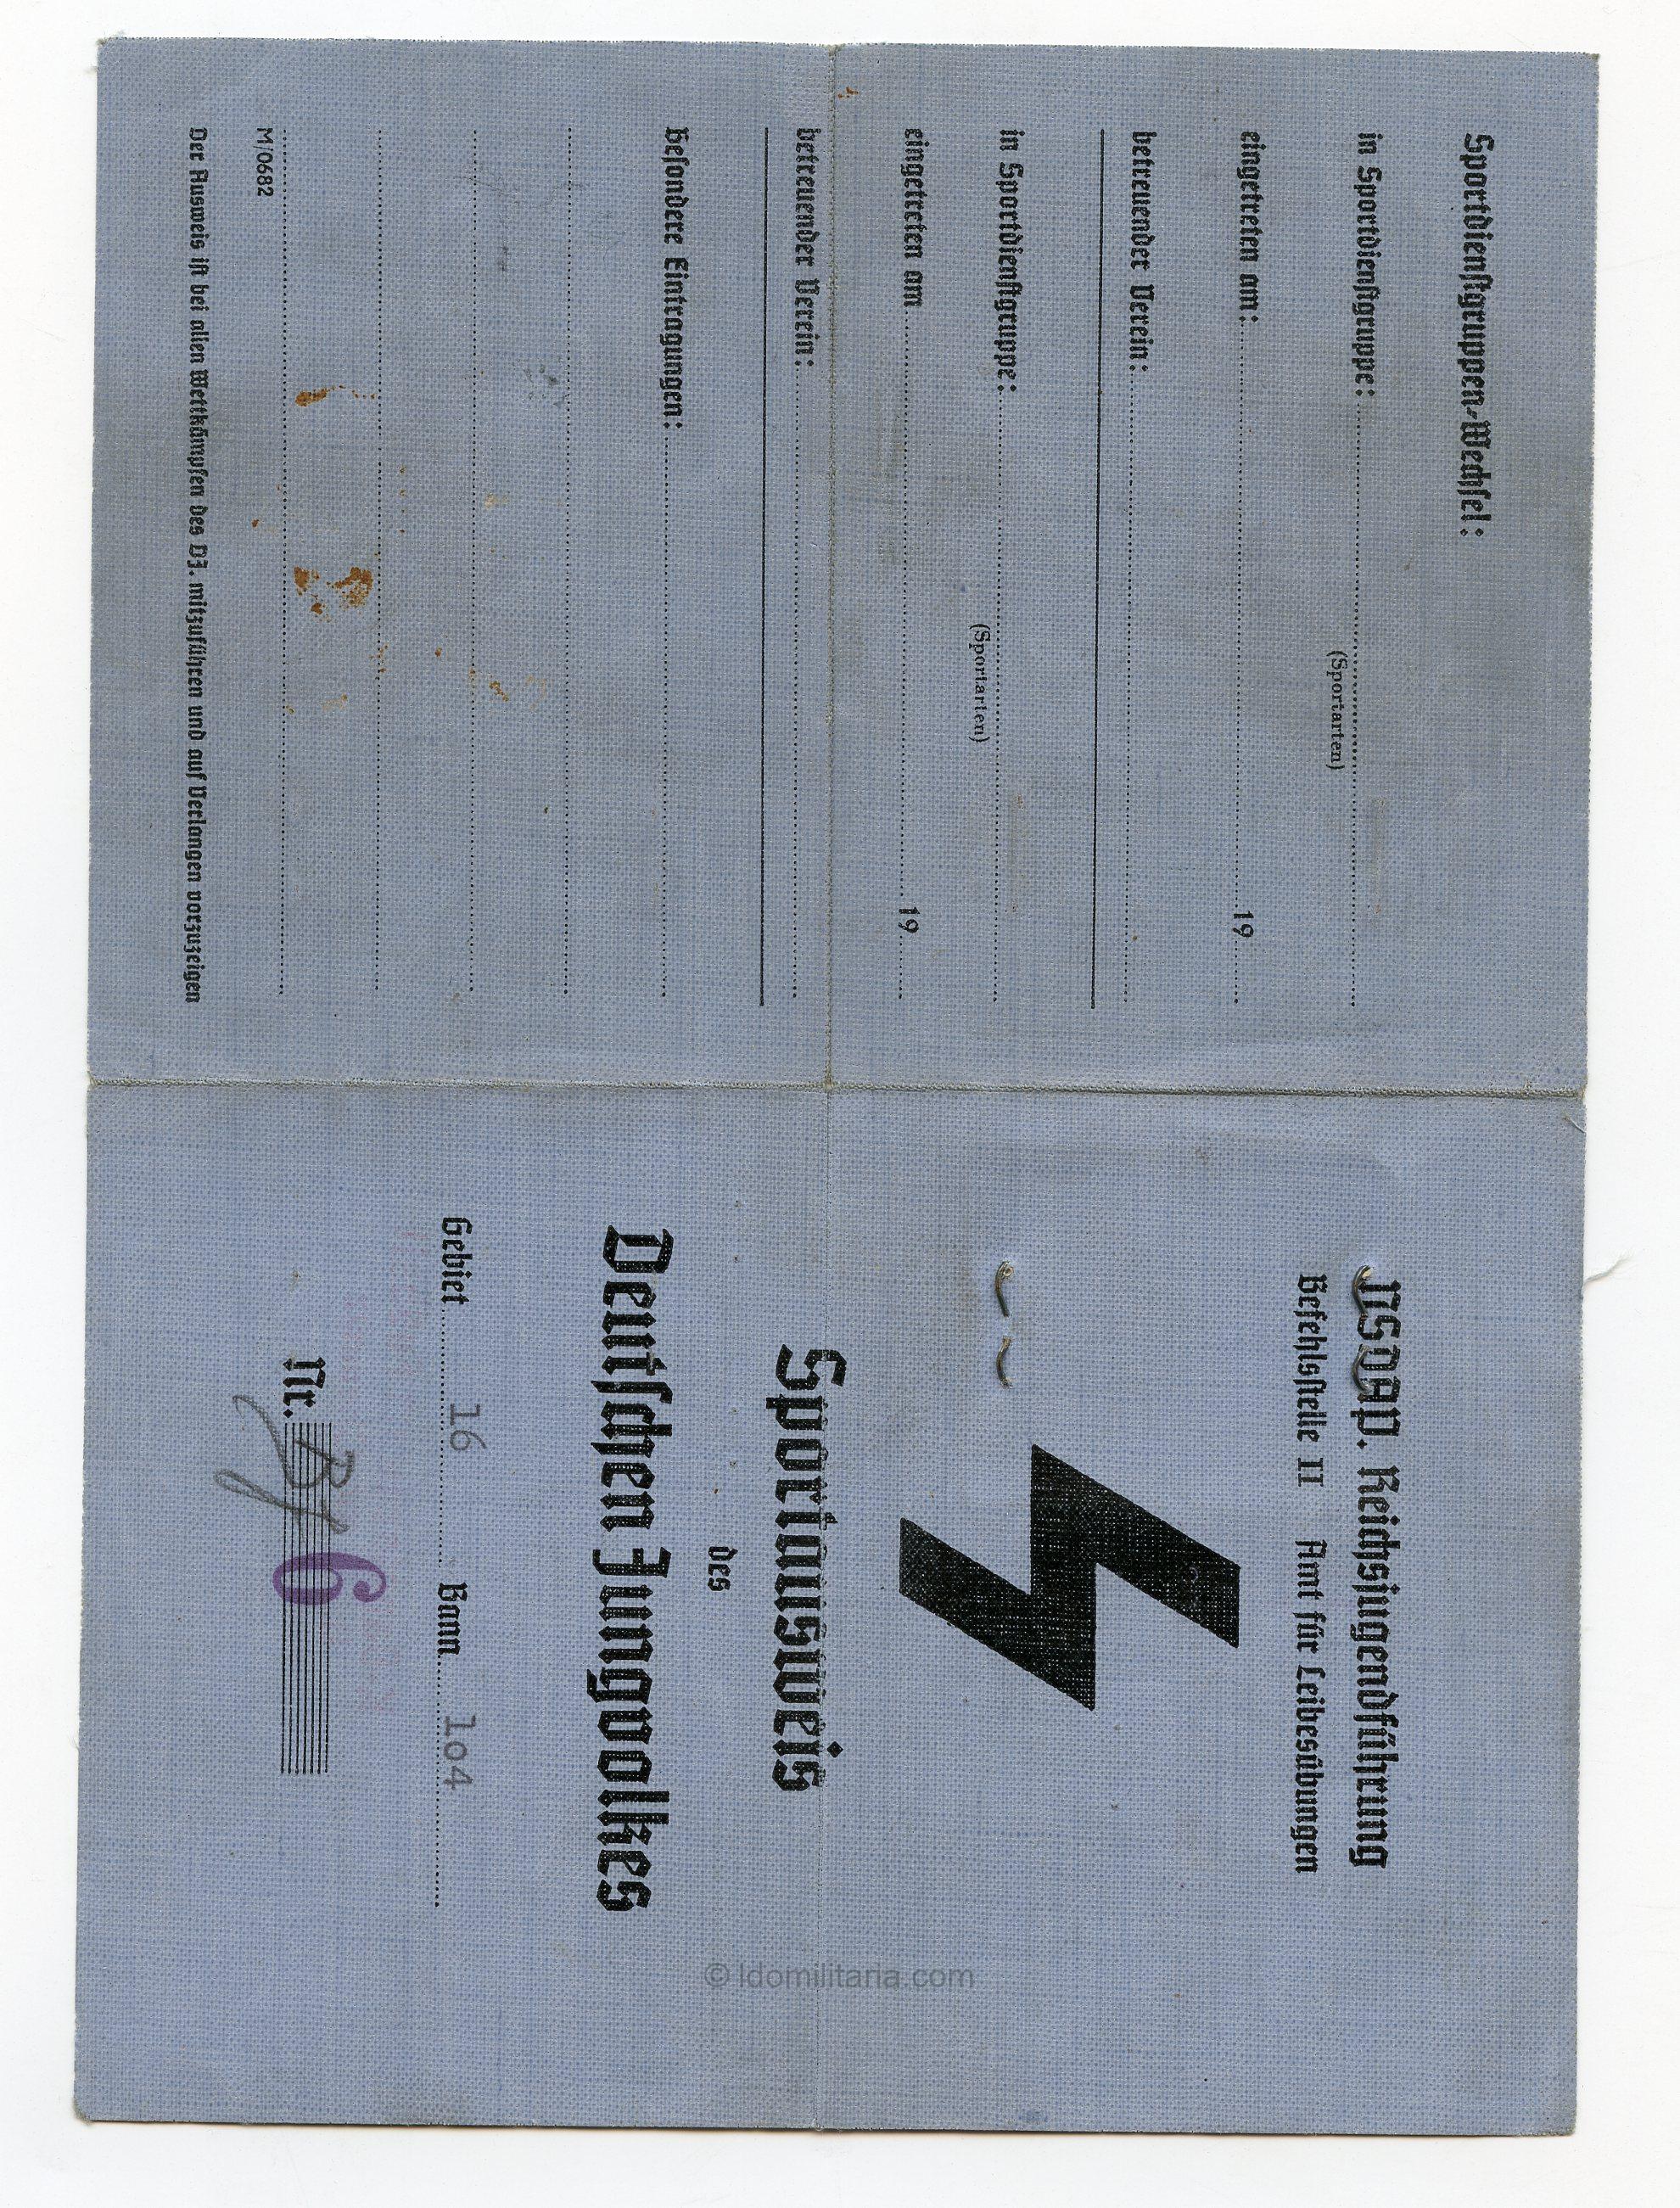 Sportdienstgruppen-Wechsel:
in Sportdienstgruppe:
(Sportarten)
eingetreten am: 19
betreuender Verein:
in Sportdienstgruppe:
(Sportarten)
eingetreten am 19
betreuender Verein:
Besondere Eintragungen:
M/0682
Der Ausweis ist bei allen Wettkämpfen des DJ. mitzuführen und auf Verlangen vorzuzeigen
NSDAP. Reichsjugendführung
Befehlsstelle II Amt für Leibesübungen
Sportausweis
des
Deutschen Jungvolkes
Gebiet 16 Bann 1o4
Nr. 6
© ldomilitaria.com